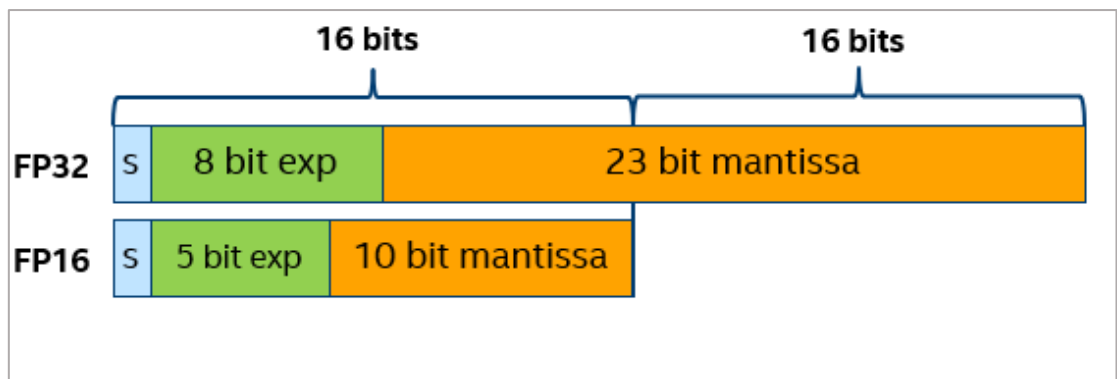 16 bits 16 bits
FP32 S 8 bit exp 23 bit mantissa
FP16 S 5 bit exp 10 bit mantissa